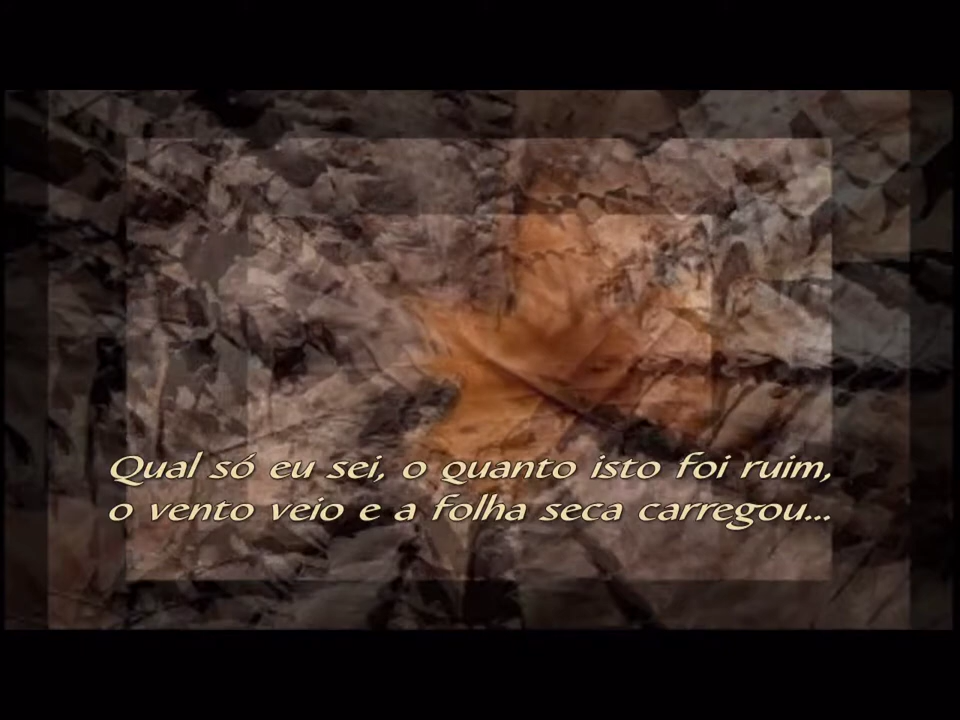 Qual só eu sei, o quanto isto foi ruim,
o vento veio e a folha seca carregou...